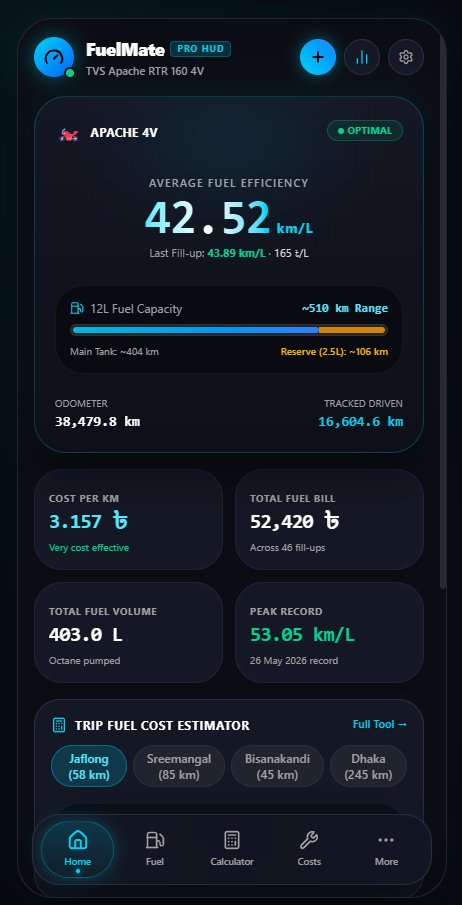 FuelMate PRO HUD
TVS Apache RTR 160 4V
APACHE 4V
OPTIMAL
AVERAGE FUEL EFFICIENCY
42.52 km/L
Last Fill-up: 43.89 km/L · 165 ৳/L
12L Fuel Capacity
~510 km Range
Main Tank: ~404 km
Reserve (2.5L): ~106 km
ODOMETER
TRACKED DRIVEN
38,479.8 km
16,604.6 km
COST PER KM
3.157 ৳
Very cost effective
TOTAL FUEL BILL
52,420 ৳
Across 46 fill-ups
TOTAL FUEL VOLUME
403.0 L
Octane pumped
PEAK RECORD
53.05 km/L
26 May 2026 record
TRIP FUEL COST ESTIMATOR
Full Tool →
Jaflong
(58 km)
Sreemangal
(85 km)
Bisanakandi
(45 km)
Dhaka
(245 km)
Home
Fuel
Calculator
Costs
More